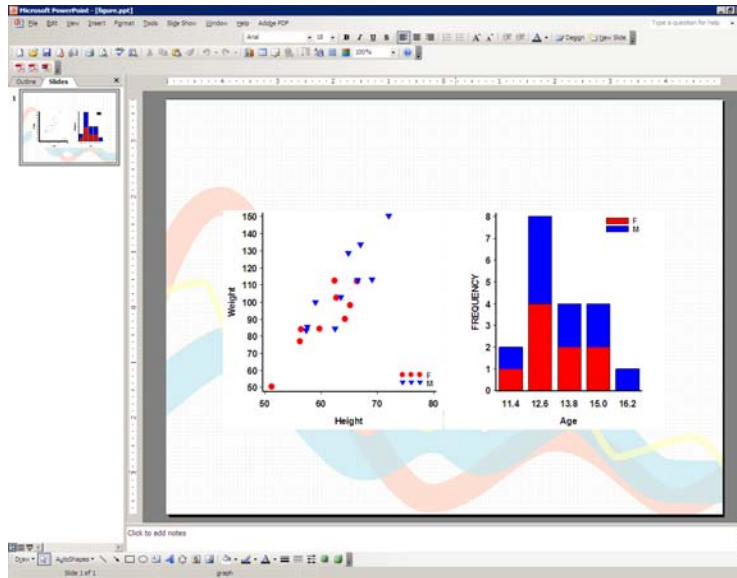 Microsoft PowerPoint - [figure.ppt]
File Edit View Insert Format Tools Slide Show Window Help Adobe PDF
Type a question for help
Arial 18 B I U S
Design New Slide
100%
Outline Slides
1
150
140
130
120
110
100
90
80
70
60
50
Weight
50 60 70 80
Height
F
M
8
7
6
5
4
3
2
1
0
FREQUENCY
11.4 12.6 13.8 15.0 16.2
Age
F
M
Click to add notes
Draw AutoShapes
Slide 1 of 1 graph